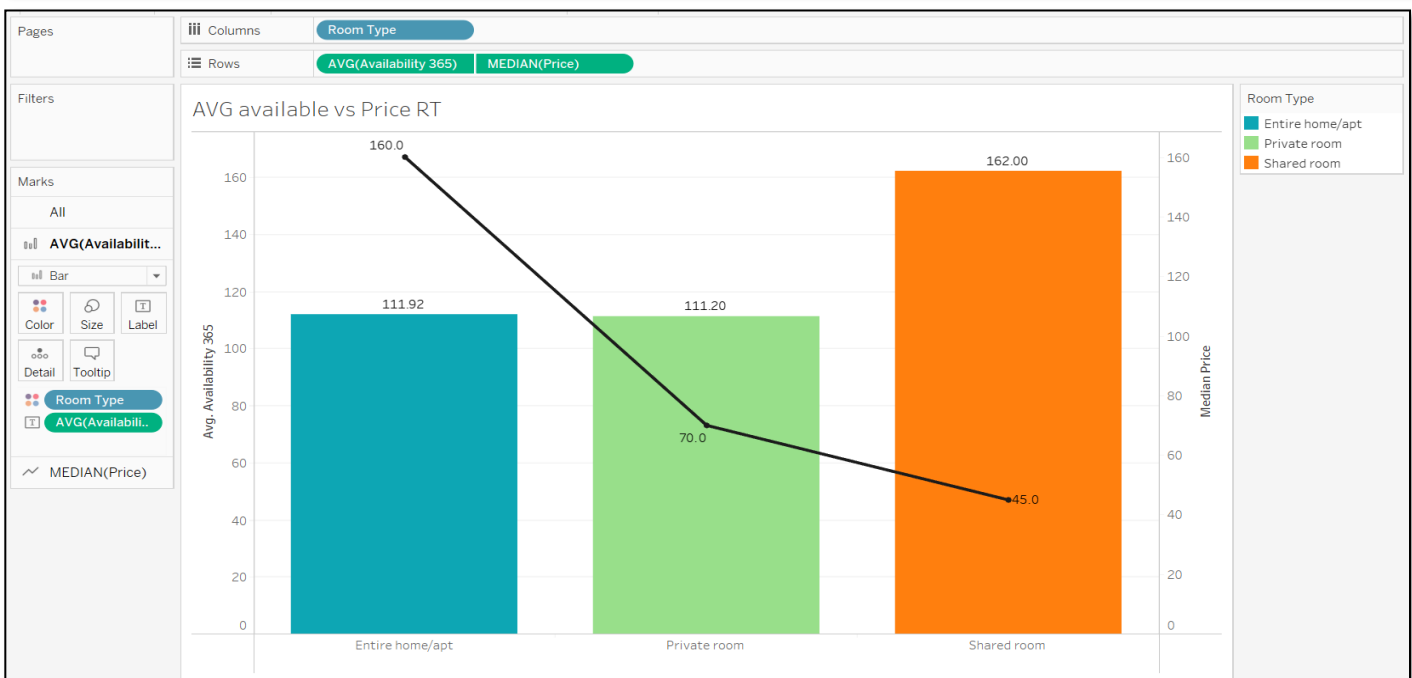 Pages
Columns
Room Type
Rows
AVG(Availability 365)
MEDIAN(Price)
Filters
Marks
All
AVG(Availabilit...
Bar
Color
Size
Label
Detail
Tooltip
Room Type
AVG(Availabili..
MEDIAN(Price)
AVG available vs Price RT
Avg. Availability 365
160
140
120
100
80
60
40
20
0
160.0
111.92
111.20
70.0
162.00
45.0
Entire home/apt
Private room
Shared room
160
140
120
100
80
60
40
20
0
Median Price
Room Type
Entire home/apt
Private room
Shared room